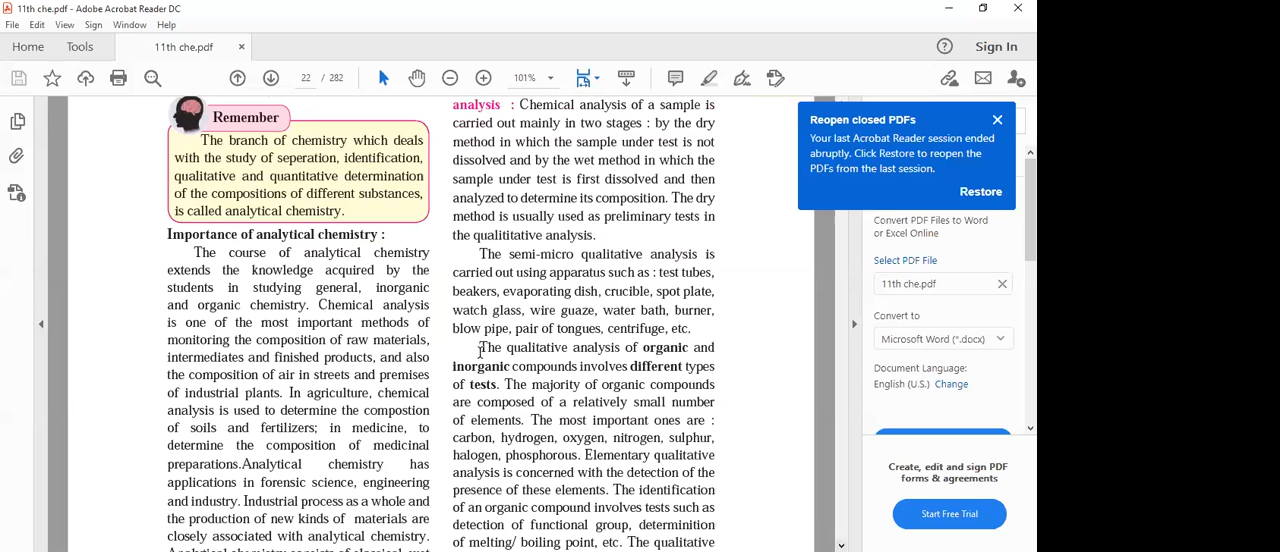 11th che.pdf - Adobe Acrobat Reader DC
File Edit View Sign Window Help
Home Tools 11th che.pdf × Sign In
22 / 282 101%
Remember
The branch of chemistry which deals
with the study of seperation, identification,
qualitative and quantitative determination
of the compositions of different substances,
is called analytical chemistry.
Importance of analytical chemistry :
The course of analytical chemistry
extends the knowledge acquired by the
students in studying general, inorganic
and organic chemistry. Chemical analysis
is one of the most important methods of
monitoring the composition of raw materials,
intermediates and finished products, and also
the composition of air in streets and premises
of industrial plants. In agriculture, chemical
analysis is used to determine the compostion
of soils and fertilizers; in medicine, to
determine the composition of medicinal
preparations.Analytical chemistry has
applications in forensic science, engineering
and industry. Industrial process as a whole and
the production of new kinds of materials are
closely associated with analytical chemistry.
Analytical chemistry consists of classical, wet
analysis : Chemical analysis of a sample is
carried out mainly in two stages : by the dry
method in which the sample under test is not
dissolved and by the wet method in which the
sample under test is first dissolved and then
analyzed to determine its composition. The dry
method is usually used as preliminary tests in
the qualititative analysis.
The semi-micro qualitative analysis is
carried out using apparatus such as : test tubes,
beakers, evaporating dish, crucible, spot plate,
watch glass, wire guaze, water bath, burner,
blow pipe, pair of tongues, centrifuge, etc.
The qualitative analysis of organic and
inorganic compounds involves different types
of tests. The majority of organic compounds
are composed of a relatively small number
of elements. The most important ones are :
carbon, hydrogen, oxygen, nitrogen, sulphur,
halogen, phosphorous. Elementary qualitative
analysis is concerned with the detection of the
presence of these elements. The identification
of an organic compound involves tests such as
detection of functional group, determinition
of melting/ boiling point, etc. The qualitative
Reopen closed PDFs
Your last Acrobat Reader session ended
abruptly. Click Restore to reopen the
PDFs from the last session.
Restore
Convert PDF Files to Word
or Excel Online
Select PDF File
11th che.pdf
Convert to
Microsoft Word (*.docx)
Document Language:
English (U.S.) Change
Create, edit and sign PDF
forms & agreements
Start Free Trial